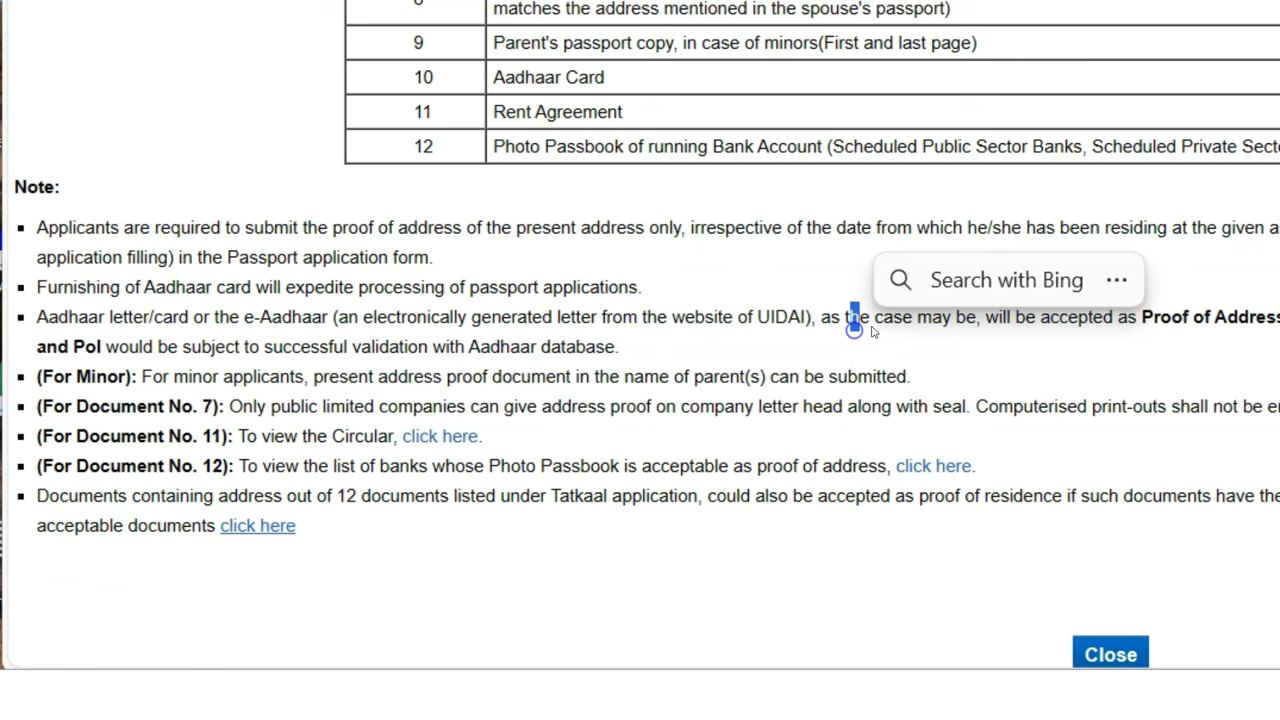 matches the address mentioned in the spouse's passport)
9 Parent's passport copy, in case of minors(First and last page)
10 Aadhaar Card
11 Rent Agreement
12 Photo Passbook of running Bank Account (Scheduled Public Sector Banks, Scheduled Private
Note:
Applicants are required to submit the proof of address of the present address only, irrespective of the date from which he/she has been residing at the given
application filling) in the Passport application form.
Furnishing of Aadhaar card will expedite processing of passport applications.
Search with Bing
Aadhaar letter/card or the e-Aadhaar (an electronically generated letter from the website of UIDAI), as the case may be, will be accepted as Proof of Address
and PoI would be subject to successful validation with Aadhaar database.
(For Minor): For minor applicants, present address proof document in the name of parent(s) can be submitted.
(For Document No. 7): Only public limited companies can give address proof on company letter head along with seal. Computerised print-outs shall not be
(For Document No. 11): To view the Circular, click here.
(For Document No. 12): To view the list of banks whose Photo Passbook is acceptable as proof of address, click here.
Documents containing address out of 12 documents listed under Tatkaal application, could also be accepted as proof of residence if such documents have the
acceptable documents click here
Close